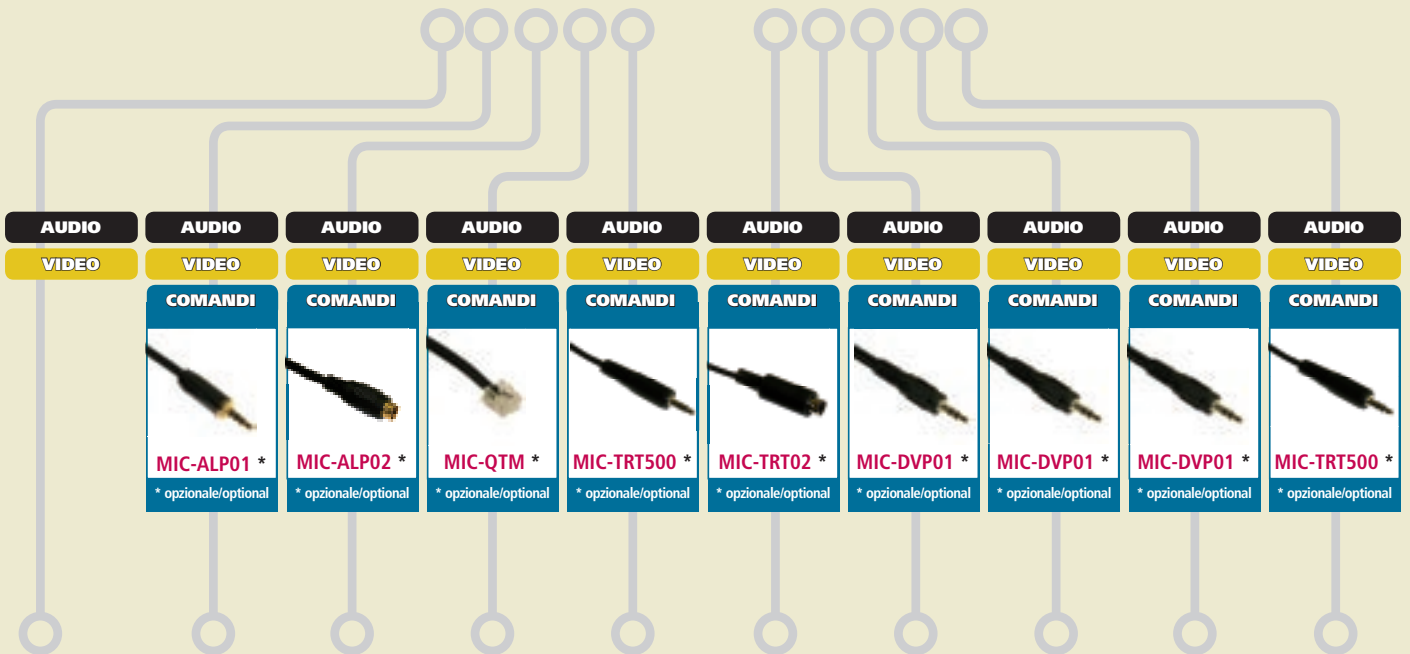 AUDIO AUDIO AUDIO AUDIO AUDIO AUDIO AUDIO AUDIO AUDIO AUDIO
VIDEO VIDEO VIDEO VIDEO VIDEO VIDEO VIDEO VIDEO VIDEO VIDEO
COMANDI COMANDI COMANDI COMANDI COMANDI COMANDI COMANDI COMANDI COMANDI
MIC-ALP01 * MIC-ALP02 * MIC-QTM * MIC-TRT500 * MIC-TRT02 * MIC-DVP01 * MIC-DVP01 * MIC-DVP01 * MIC-TRT500 *
* opzionale/optional * opzionale/optional * opzionale/optional * opzionale/optional * opzionale/optional * opzionale/optional * opzionale/optional * opzionale/optional * opzionale/optional